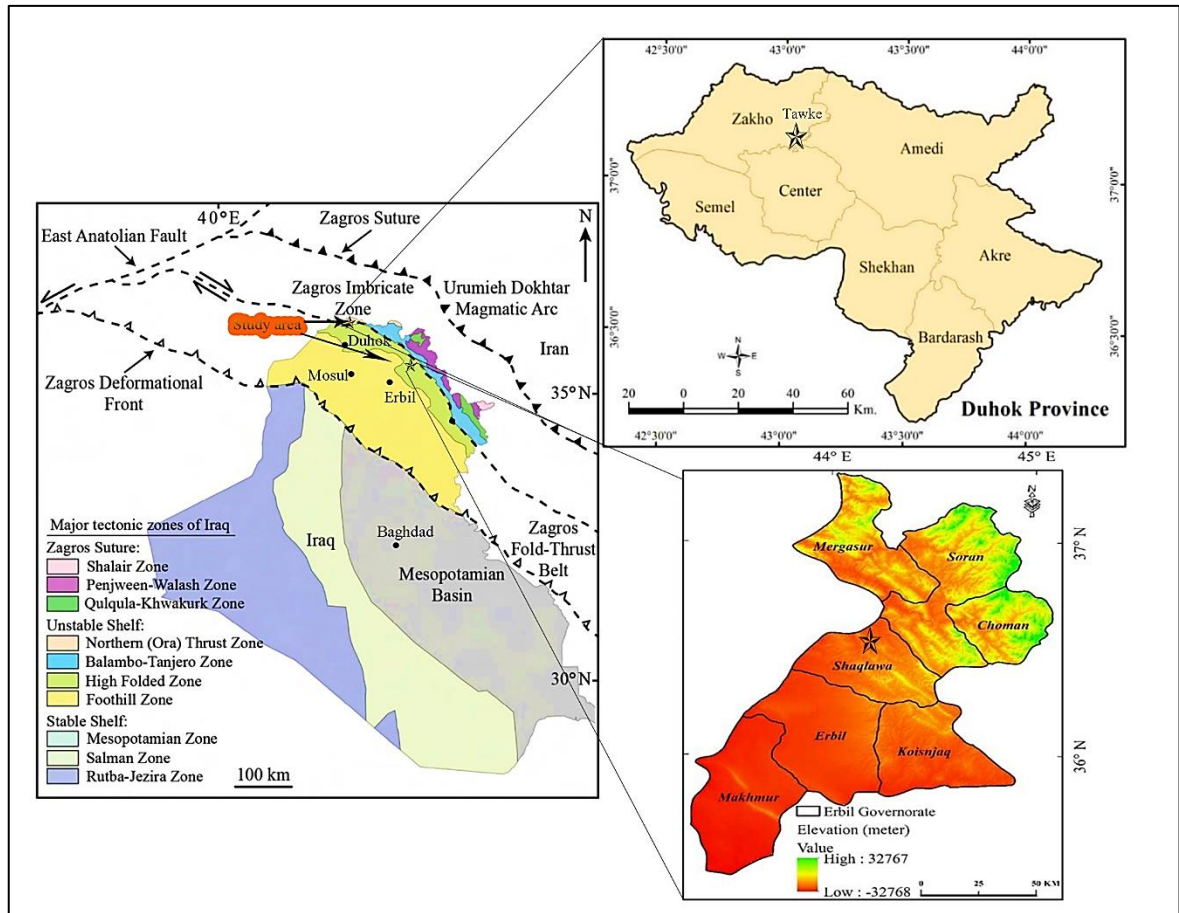 40°E
N
Zagros Suture
East Anatolian Fault
Zagros Imbricate
Zone
Urumieh Dokhtar
Magmatic Arc
Study area
Duhok
Iran
Mosul
Erbil
35°N
Zagros Deformational
Front
Baghdad
Iraq
Mesopotamian
Basin
Zagros
Fold-Thrust
Belt
30°N
Major tectonic zones of Iraq
Zagros Suture:
Shalair Zone
Penjween-Walash Zone
Qulqula-Khwakurk Zone
Unstable Shelf:
Northern (Ora) Thrust Zone
Balambo-Tanjero Zone
High Folded Zone
Foothill Zone
Stable Shelf:
Mesopotamian Zone
Salman Zone
Rutba-Jezira Zone
100 km
42°30'0"E 43°0'0"E 43°30'0"E 44°0'0"E
37°0'0"N
36°30'0"N
37°0'0"N
36°30'0"N
Zakho
Tawke
Amedi
Center
Semel
Shekhan
Akre
Bardarash
N
W E
S
20 0 20 40 60
Km.
Duhok Province
42°30'0"E 43°0'0"E 43°30'0"E 44°0'0"E
44° E 45° E
N
37°N
36°N
Mergasur
Soran
Choman
Shaqlawa
Erbil
Koisnjaq
Makhmur
Erbil Governorate
Elevation (meter)
Value
High : 32767
Low : -32768
0 25 50 KM